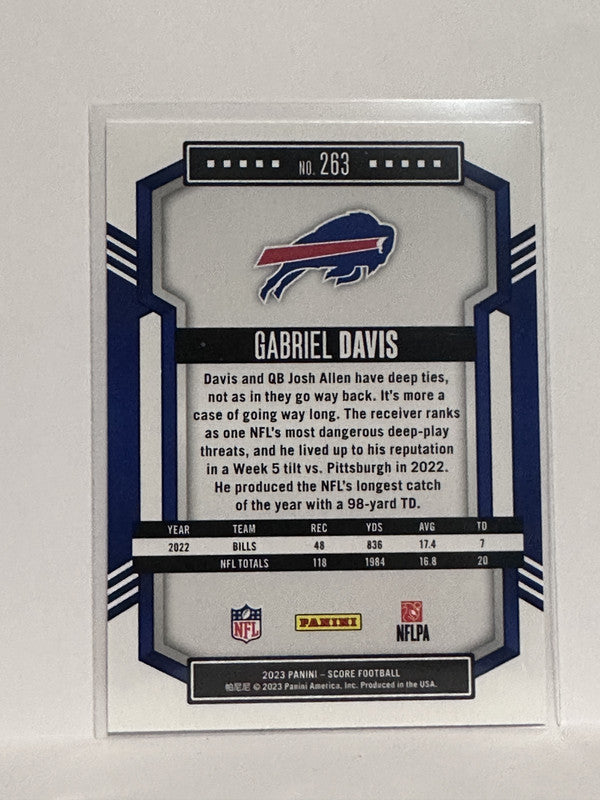 NO. 263
GABRIEL DAVIS
Davis and QB Josh Allen have deep ties,
not as in they go way back. It's more a
case of going way long. The receiver ranks
as one NFL's most dangerous deep-play
threats, and he lived up to his reputation
in a Week 5 tilt vs. Pittsburgh in 2022.
He produced the NFL's longest catch
of the year with a 98-yard TD.
YEAR TEAM REC YDS AVG TD
2022 BILLS 48 836 17.4 7
NFL TOTALS 118 1984 16.8 20
NFL PANINI NFLPA
2023 PANINI – SCORE FOOTBALL
帕尼尼 © 2023 Panini America, Inc. Produced in the USA.